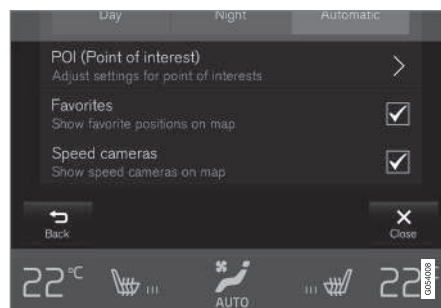 Day Night Automatic
POI (Point of interest)
Adjust settings for point of interests
Favorites
Show favorite positions on map
Speed cameras
Show speed cameras on map
Back
Close
22°C
AUTO
22
G054008